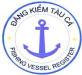 ĐĂNG KIỂM TÀU CÁ
FISHING VESSEL REGISTER